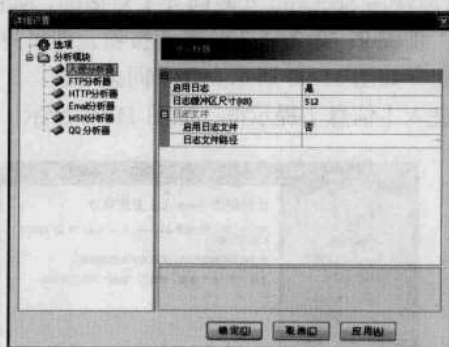 详细设置
选项
分析模块
FTP分析器
HTTP分析器
Email分析器
MSN分析器
QQ 分析器
启用日志 是
日志缓冲区尺寸(KB) 512
日志文件
启用日志文件 否
日志文件路径
确定(O) 取消(C) 应用(A)